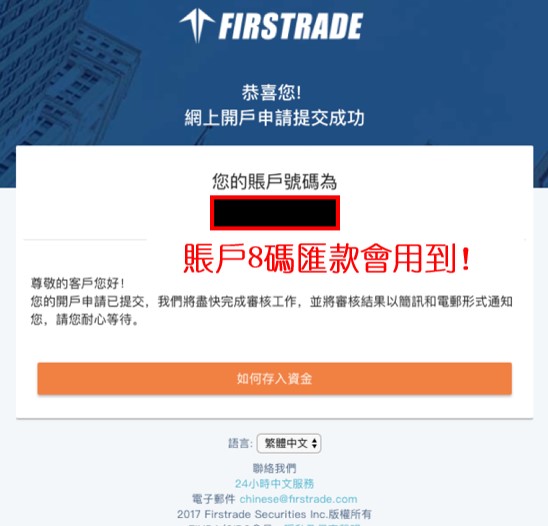 FIRSTRADE
恭喜您!
網上開戶申請提交成功
您的賬戶號碼為
賬戶8碼匯款會用到!
尊敬的客戶您好!
您的開戶申請已提交，我們將盡快完成審核工作，並將審核結果以簡訊和電郵形式通知
您，請您耐心等待。
如何存入資金
語言: 繁體中文
聯絡我們
24小時中文服務
電子郵件 chinese@firstrade.com
2017 Firstrade Securities Inc.版權所有